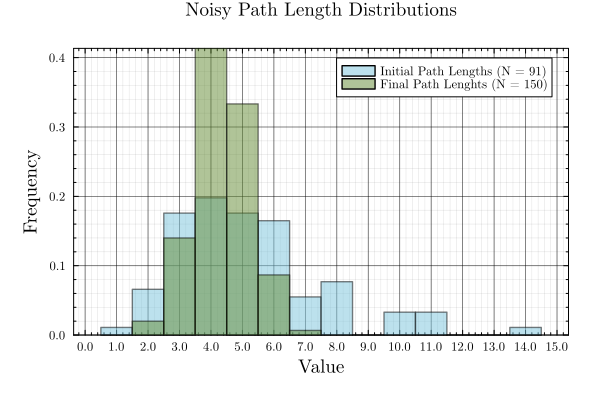 Noisy Path Length Distributions
Initial Path Lengths (N = 91)
Final Path Lenghts (N = 150)
Frequency
0.4
0.3
0.2
0.1
0.0
0.0 1.0 2.0 3.0 4.0 5.0 6.0 7.0 8.0 9.0 10.0 11.0 12.0 13.0 14.0 15.0
Value